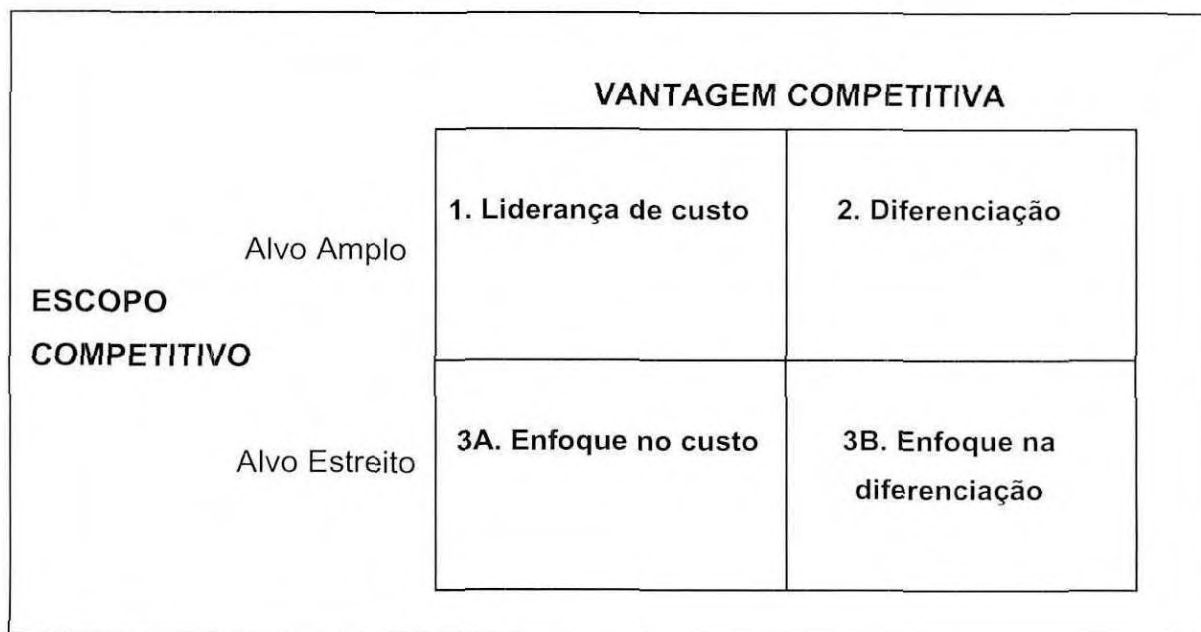 VANTAGEM COMPETITIVA
1. Liderança de custo
2. Diferenciação
Alvo Amplo
ESCOPO
COMPETITIVO
3A. Enfoque no custo
3B. Enfoque na
diferenciação
Alvo Estreito